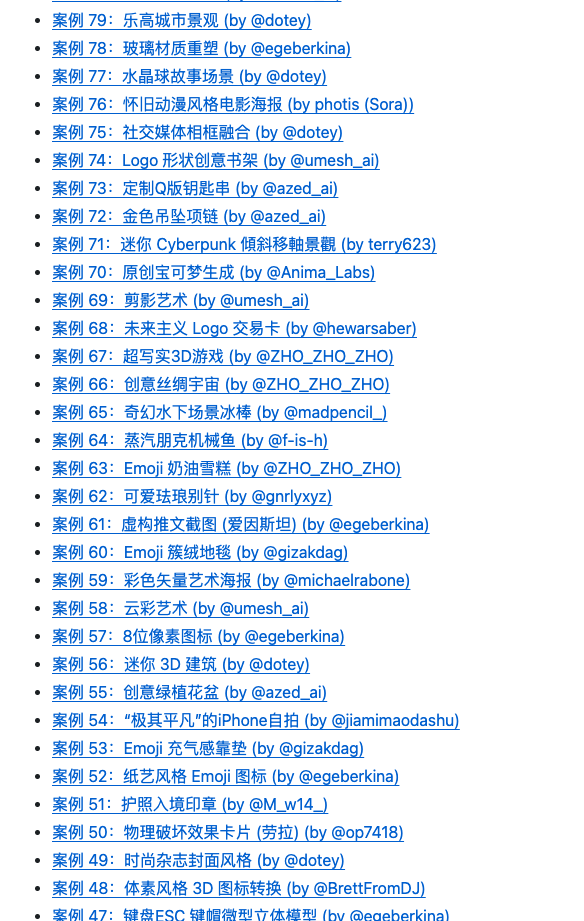 案例 79：乐高城市景观 (by @dotey)
案例 78：玻璃材质重塑 (by @egeberkina)
案例 77：水晶球故事场景 (by @dotey)
案例 76：怀旧动漫风格电影海报 (by photis (Sora))
案例 75：社交媒体相框融合 (by @dotey)
案例 74：Logo 形状创意书架 (by @umesh_ai)
案例 73：定制Q版钥匙串 (by @azed_ai)
案例 72：金色吊坠项链 (by @azed_ai)
案例 71：迷你 Cyberpunk 傾斜移軸景觀 (by terry623)
案例 70：原创宝可梦生成 (by @Anima_Labs)
案例 69：剪影艺术 (by @umesh_ai)
案例 68：未来主义 Logo 交易卡 (by @hewarsaber)
案例 67：超写实3D游戏 (by @ZHO_ZHO_ZHO)
案例 66：创意丝绸宇宙 (by @ZHO_ZHO_ZHO)
案例 65：奇幻水下场景冰棒 (by @madpencil_)
案例 64：蒸汽朋克机械鱼 (by @f-is-h)
案例 63：Emoji 奶油雪糕 (by @ZHO_ZHO_ZHO)
案例 62：可爱珐琅别针 (by @gnrlyxyz)
案例 61：虚构推文截图 (爱因斯坦) (by @egeberkina)
案例 60：Emoji 簇绒地毯 (by @gizakdag)
案例 59：彩色矢量艺术海报 (by @michaelrabone)
案例 58：云彩艺术 (by @umesh_ai)
案例 57：8位像素图标 (by @egeberkina)
案例 56：迷你 3D 建筑 (by @dotey)
案例 55：创意绿植花盆 (by @azed_ai)
案例 54：“极其平凡”的iPhone自拍 (by @jiamimaodashu)
案例 53：Emoji 充气感靠垫 (by @gizakdag)
案例 52：纸艺风格 Emoji 图标 (by @egeberkina)
案例 51：护照入境印章 (by @M_w14_)
案例 50：物理破坏效果卡片 (劳拉) (by @op7418)
案例 49：时尚杂志封面风格 (by @dotey)
案例 48：体素风格 3D 图标转换 (by @BrettFromDJ)
案例 47：键盘ESC 键帽微型立体模型 (by @egeberkina)